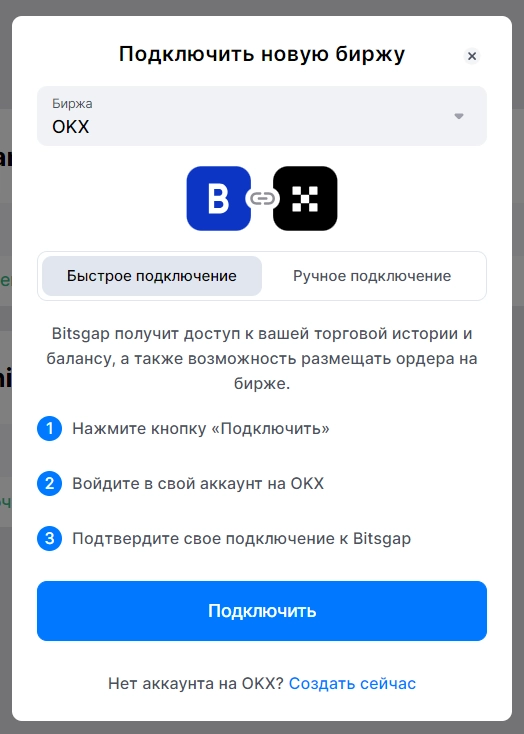 Подключить новую биржу
Биржа
OKX
B
Быстрое подключение
Ручное подключение
Bitsgap получит доступ к вашей торговой истории и
балансу, а также возможность размещать ордера на
бирже.
1 Нажмите кнопку «Подключить»
2 Войдите в свой аккаунт на OKX
3 Подтвердите свое подключение к Bitsgap
Подключить
Нет аккаунта на OKX? Создать сейчас